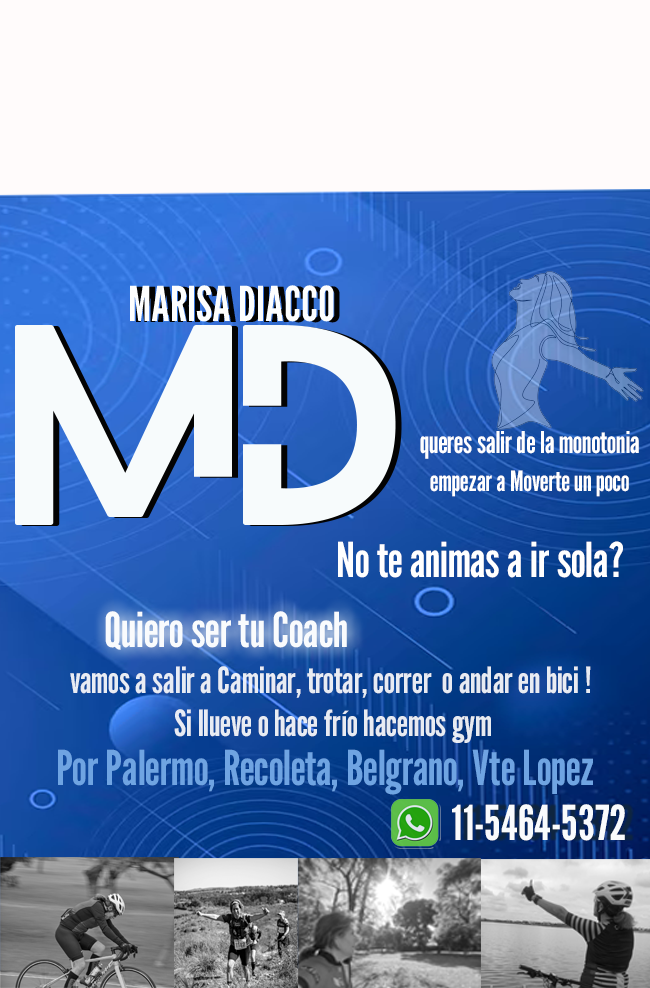 MARISA DIACCO
MD
queres salir de la monotonia
empezar a Moverte un poco
No te animas a ir sola?
Quiero ser tu Coach
vamos a salir a Caminar, trotar, correr o andar en bici !
Si llueve o hace frío hacemos gym
Por Palermo, Recoleta, Belgrano, Vte Lopez
11-5464-5372